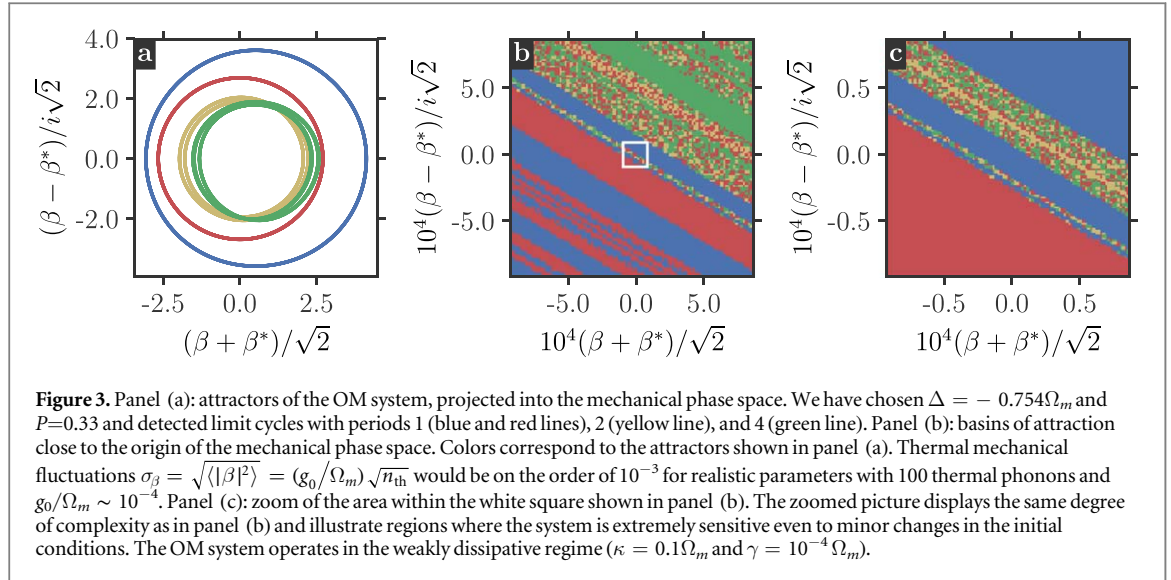 a
4.0
2.0
0.0
-2.0
(β − β*)/i√2
-2.5 0.0 2.5
(β + β*)/√2
b
5.0
0.0
-5.0
10⁴(β − β*)/i√2
-5.0 0.0 5.0
10⁴(β + β*)/√2
c
0.5
0.0
-0.5
10⁴(β − β*)/i√2
-0.5 0.0 0.5
10⁴(β + β*)/√2
Figure 3. Panel (a): attractors of the OM system, projected into the mechanical phase space. We have chosen Δ = − 0.754Ωₘ and
P=0.33 and detected limit cycles with periods 1 (blue and red lines), 2 (yellow line), and 4 (green line). Panel (b): basins of attraction
close to the origin of the mechanical phase space. Colors correspond to the attractors shown in panel (a). Thermal mechanical
fluctuations σ_β = √⟨|β|²⟩ = (g₀/Ωₘ) √n_th would be on the order of 10⁻³ for realistic parameters with 100 thermal phonons and
g₀/Ωₘ ∼ 10⁻⁴. Panel (c): zoom of the area within the white square shown in panel (b). The zoomed picture displays the same degree
of complexity as in panel (b) and illustrate regions where the system is extremely sensitive even to minor changes in the initial
conditions. The OM system operates in the weakly dissipative regime (κ = 0.1Ωₘ and γ = 10⁻⁴ Ωₘ).